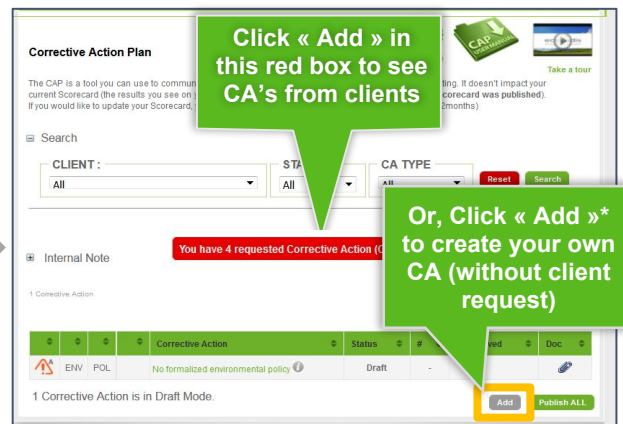 Click « Add » in
this red box to see
CA's from clients
CAP
USER MANUAL
Take a tour
Corrective Action Plan
The CAP is a tool you can use to commun
ting. It doesn't impact your
current Scorecard (the results you see on
corecard was published).
If you would like to update your Scorecard,
2months)
Search
CLIENT :
STA
CA TYPE
All
All
All
Reset
Search
Or, Click « Add »*
to create your own
CA (without client
request)
You have 4 requested Corrective Action (C
Internal Note
1 Corrective Action
Corrective Action
Status
#
ved
Doc
ENV
POL
No formalized environmental policy
Draft
-
1 Corrective Action is in Draft Mode.
Add
Publish ALL